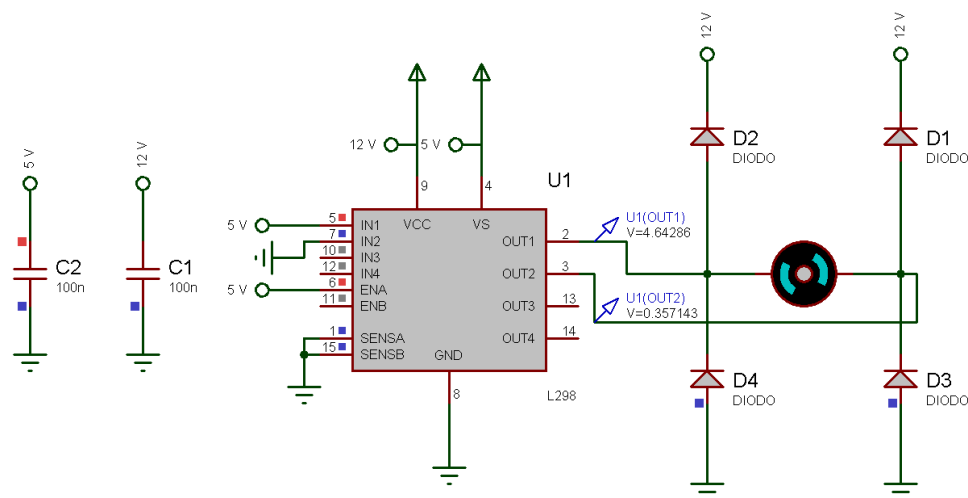 5 V
C2
100n
12 V
C1
100n
12 V
5 V
9
4
U1
5 V
5
IN1
7
IN2
10
IN3
12
IN4
5 V
6
ENA
11
ENB
1
SENSA
15
SENSB
VCC
VS
GND
8
OUT1
2
OUT2
3
OUT3
13
OUT4
14
L298
U1(OUT1)
V=4.64286
U1(OUT2)
V=0.357143
12 V
D2
DIODO
12 V
D1
DIODO
D4
DIODO
D3
DIODO